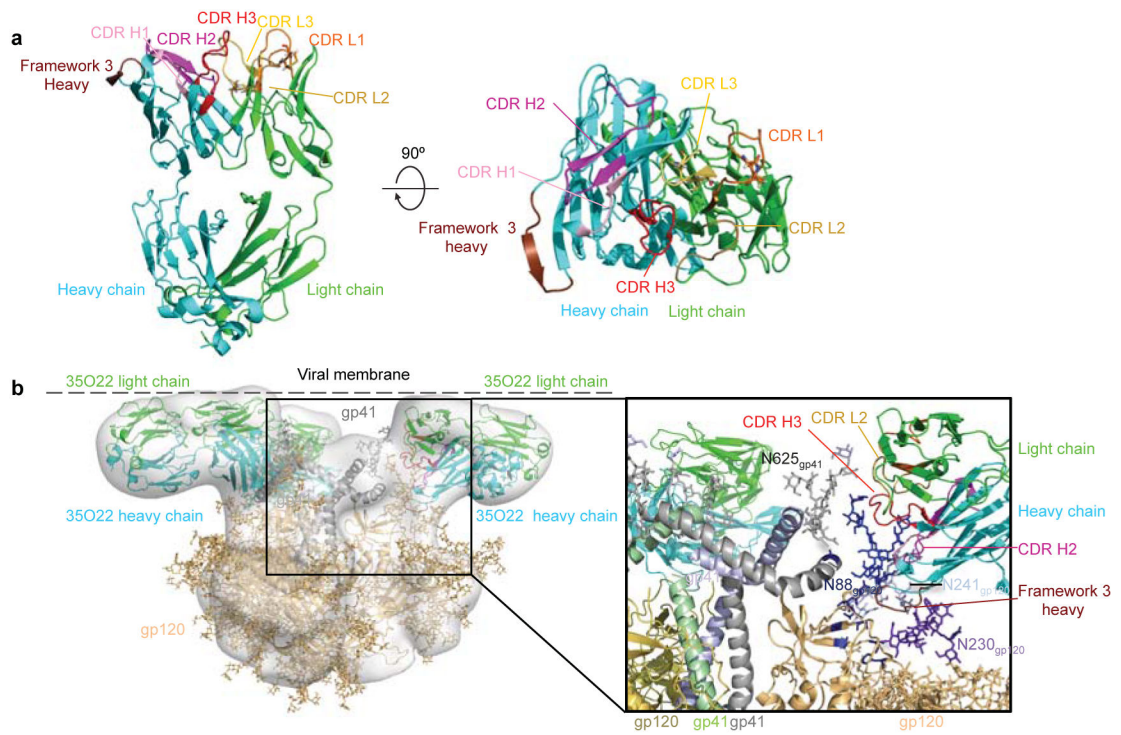 a
CDR H3
CDR L3
CDR H1
CDR H2
CDR L1
Framework 3
Heavy
CDR L2
Heavy chain
Light chain
90º
CDR H2
CDR L3
CDR L1
CDR H1
Framework 3
heavy
CDR L2
CDR H3
Heavy chain
Light chain
b
35O22 light chain
Viral membrane
35O22 light chain
gp41
35O22 heavy chain
35O22 heavy chain
gp120
CDR H3
CDR L2
N625gp41
Light chain
Heavy chain
CDR H2
gp41
N88gp120
N241gp120
Framework 3
heavy
N230gp120
gp120
gp41
gp41
gp120